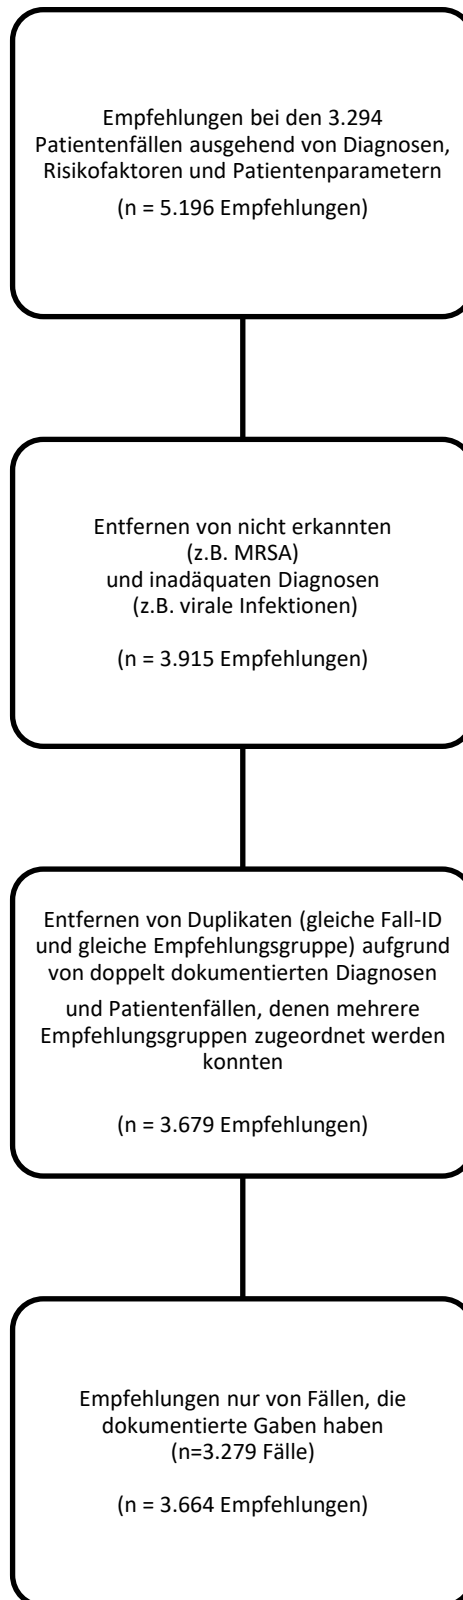 Empfehlungen bei den 3.294
Patientenfällen ausgehend von Diagnosen,
Risikofaktoren und Patientenparametern
(n = 5.196 Empfehlungen)
Entfernen von nicht erkannten
(z.B. MRSA)
und inadäquaten Diagnosen
(z.B. virale Infektionen)
(n = 3.915 Empfehlungen)
Entfernen von Duplikaten (gleiche Fall-ID
und gleiche Empfehlungsgruppe) aufgrund
von doppelt dokumentierten Diagnosen
und Patientenfällen, denen mehrere
Empfehlungsgruppen zugeordnet werden
konnten
(n = 3.679 Empfehlungen)
Empfehlungen nur von Fällen, die
dokumentierte Gaben haben
(n=3.279 Fälle)
(n = 3.664 Empfehlungen)